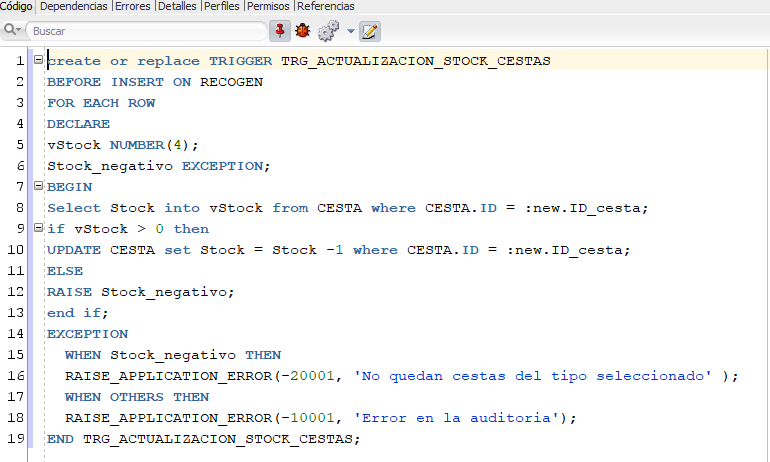 Código Dependencias Errores Detalles Perfiles Permisos Referencias
Buscar
1 create or replace TRIGGER TRG_ACTUALIZACION_STOCK_CESTAS
2 BEFORE INSERT ON RECOGEN
3 FOR EACH ROW
4 DECLARE
5 vStock NUMBER(4);
6 Stock_negativo EXCEPTION;
7 BEGIN
8 Select Stock into vStock from CESTA where CESTA.ID = :new.ID_cesta;
9 if vStock > 0 then
10 UPDATE CESTA set Stock = Stock -1 where CESTA.ID = :new.ID_cesta;
11 ELSE
12 RAISE Stock_negativo;
13 end if;
14 EXCEPTION
15 WHEN Stock_negativo THEN
16 RAISE_APPLICATION_ERROR(-20001, 'No quedan cestas del tipo seleccionado' );
17 WHEN OTHERS THEN
18 RAISE_APPLICATION_ERROR(-10001, 'Error en la auditoria');
19 END TRG_ACTUALIZACION_STOCK_CESTAS;